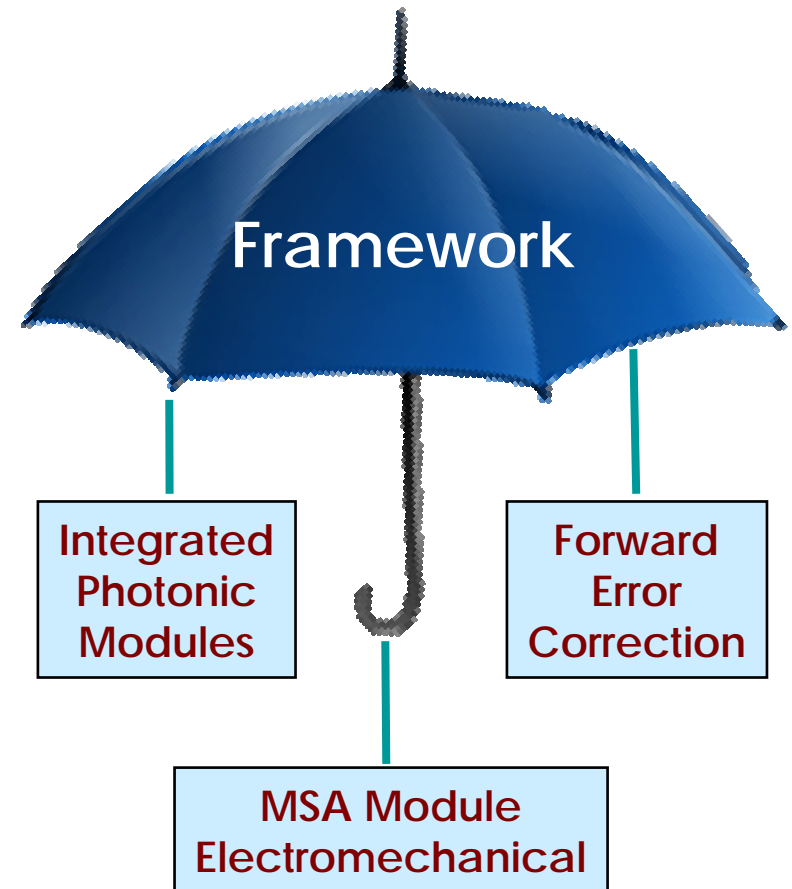 Framework
Integrated
Photonic
Modules
Forward
Error
Correction
MSA Module
Electromechanical